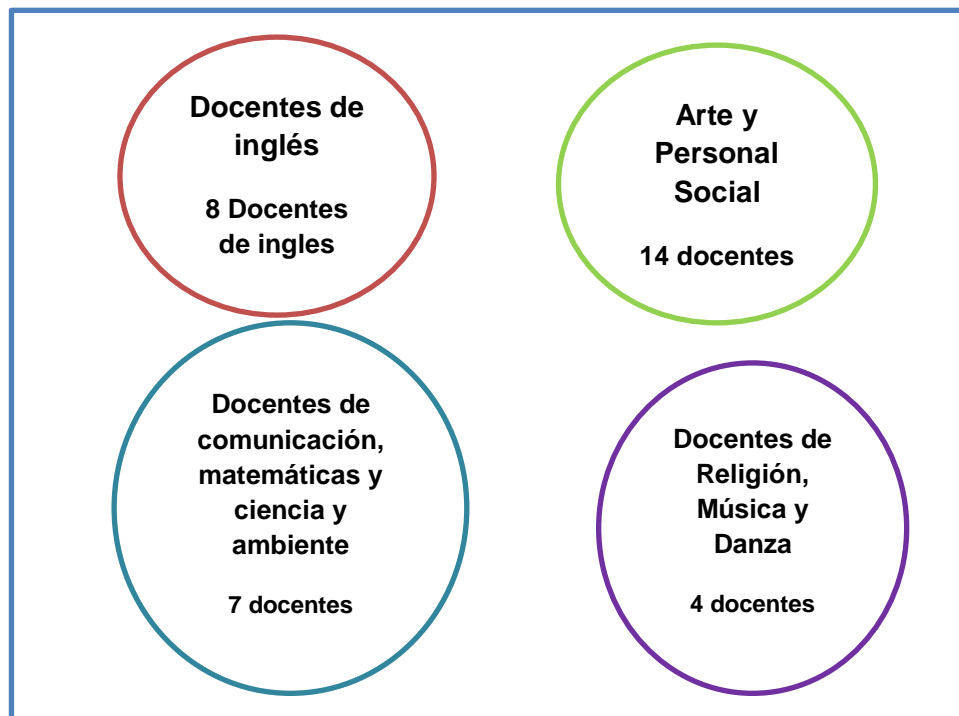 Docentes de
inglés
8 Docentes
de ingles
Arte y
Personal
Social
14 docentes
Docentes de
comunicación,
matemáticas y
ciencia y
ambiente
7 docentes
Docentes de
Religión,
Música y
Danza
4 docentes